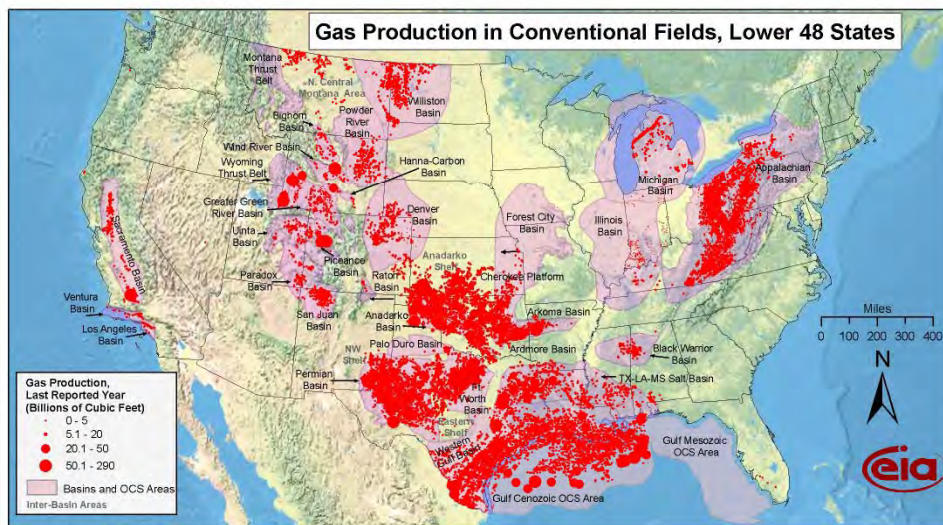 Gas Production in Conventional Fields, Lower 48 States
Montana
Thrust
Belt
N. Central
Montana Area
Powder
River
Basin
Williston
Basin
Bighorn
Basin
Wind River Basin
Wyoming
Thrust Belt
Hanna-Carbon
Basin
Greater Green
River Basin
Uinta
Basin
Denver
Basin
Forest City
Basin
Illinois
Basin
Michigan
Basin
Appalachian
Basin
Sacramento Basin
Piceance
Basin
Anadarko
Shelf
Cherokee Platform
Paradox
Basin
Raton
Basin
San Juan
Basin
Anadarko
Basin
Arkoma Basin
Ventura
Basin
Los Angeles
Basin
NW
Shelf
Palo Duro Basin
Ardmore Basin
Black Warrior
Basin
Permian
Basin
Ft
Worth
Basin
TX-LA-MS Salt Basin
Eastern
Shelf
Western
Gulf Basin
Gulf Mesozoic
OCS Area
Gulf Cenozoic OCS Area
Miles
0 100 200 300 400
N
eia
Gas Production,
Last Reported Year
(Billions of Cubic Feet)
0 - 5
5.1 - 20
20.1 - 50
50.1 - 290
Basins and OCS Areas
Inter-Basin Areas